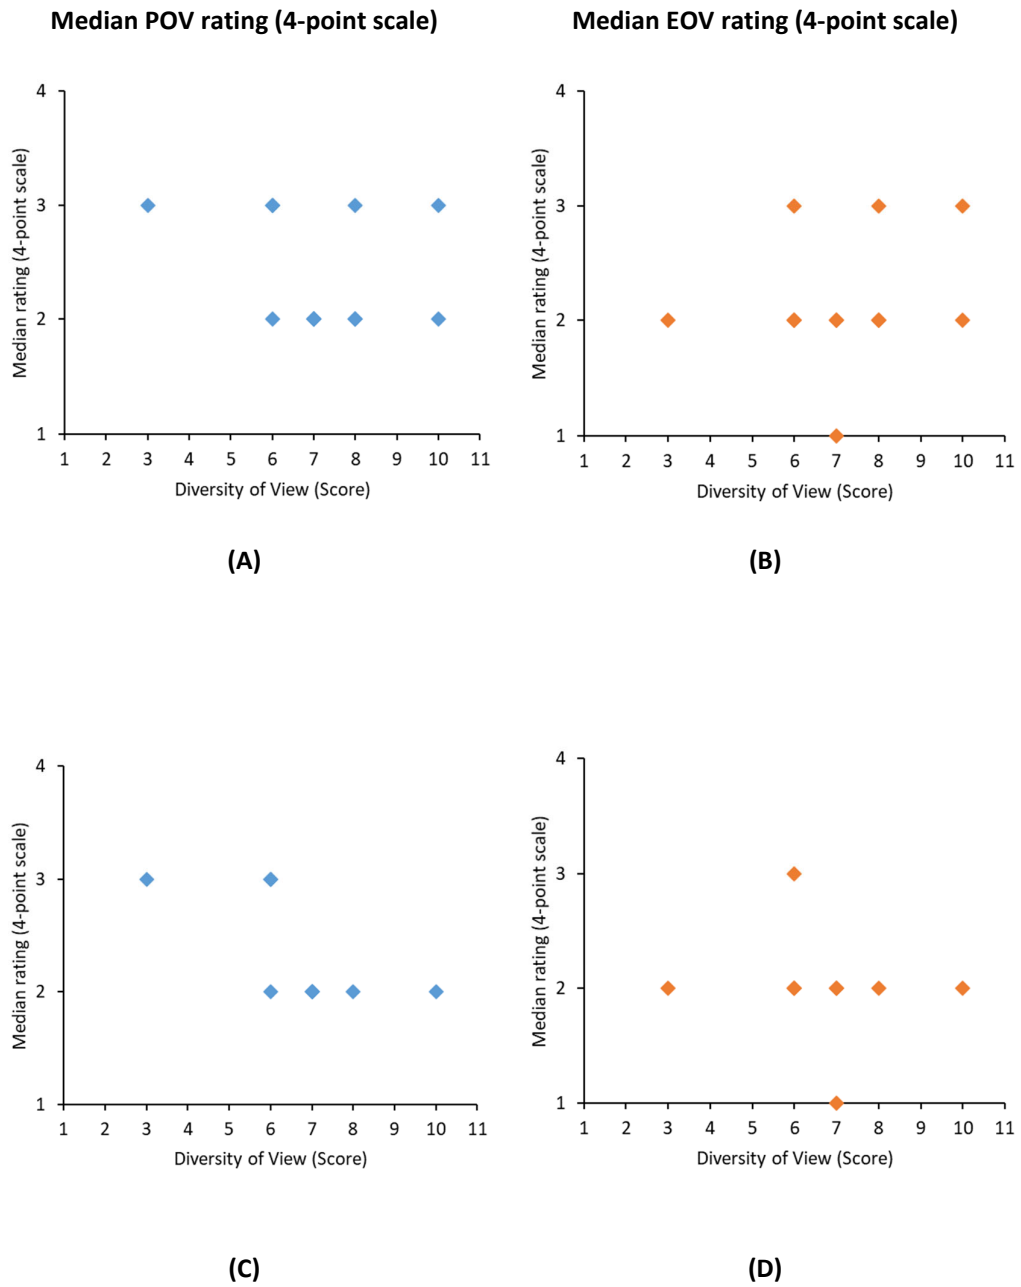 Median POV rating (4-point scale)
Median EOV rating (4-point scale)
Median rating (4-point scale)
4
3
2
1
1 2 3 4 5 6 7 8 9 10 11
Diversity of View (Score)
(A)
Median rating (4-point scale)
4
3
2
1
1 2 3 4 5 6 7 8 9 10 11
Diversity of View (Score)
(B)
Median rating (4-point scale)
4
3
2
1
1 2 3 4 5 6 7 8 9 10 11
Diversity of View (Score)
(C)
Median rating (4-point scale)
4
3
2
1
1 2 3 4 5 6 7 8 9 10 11
Diversity of View (Score)
(D)